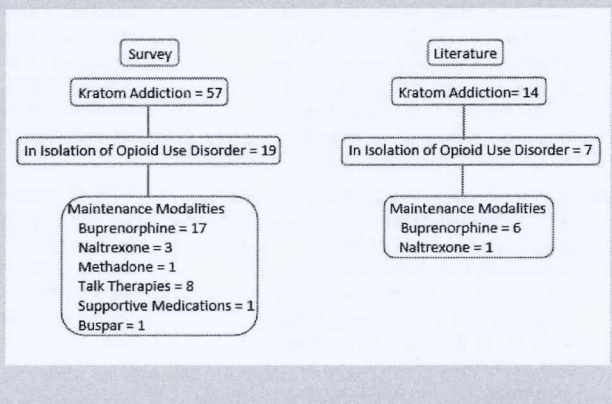 Survey
Kratom Addiction = 57
In Isolation of Opioid Use Disorder = 19
Maintenance Modalities
Buprenorphine = 17
Naltrexone = 3
Methadone = 1
Talk Therapies = 8
Supportive Medications = 1
Buspar = 1
Literature
Kratom Addiction= 14
In Isolation of Opioid Use Disorder = 7
Maintenance Modalities
Buprenorphine = 6
Naltrexone = 1